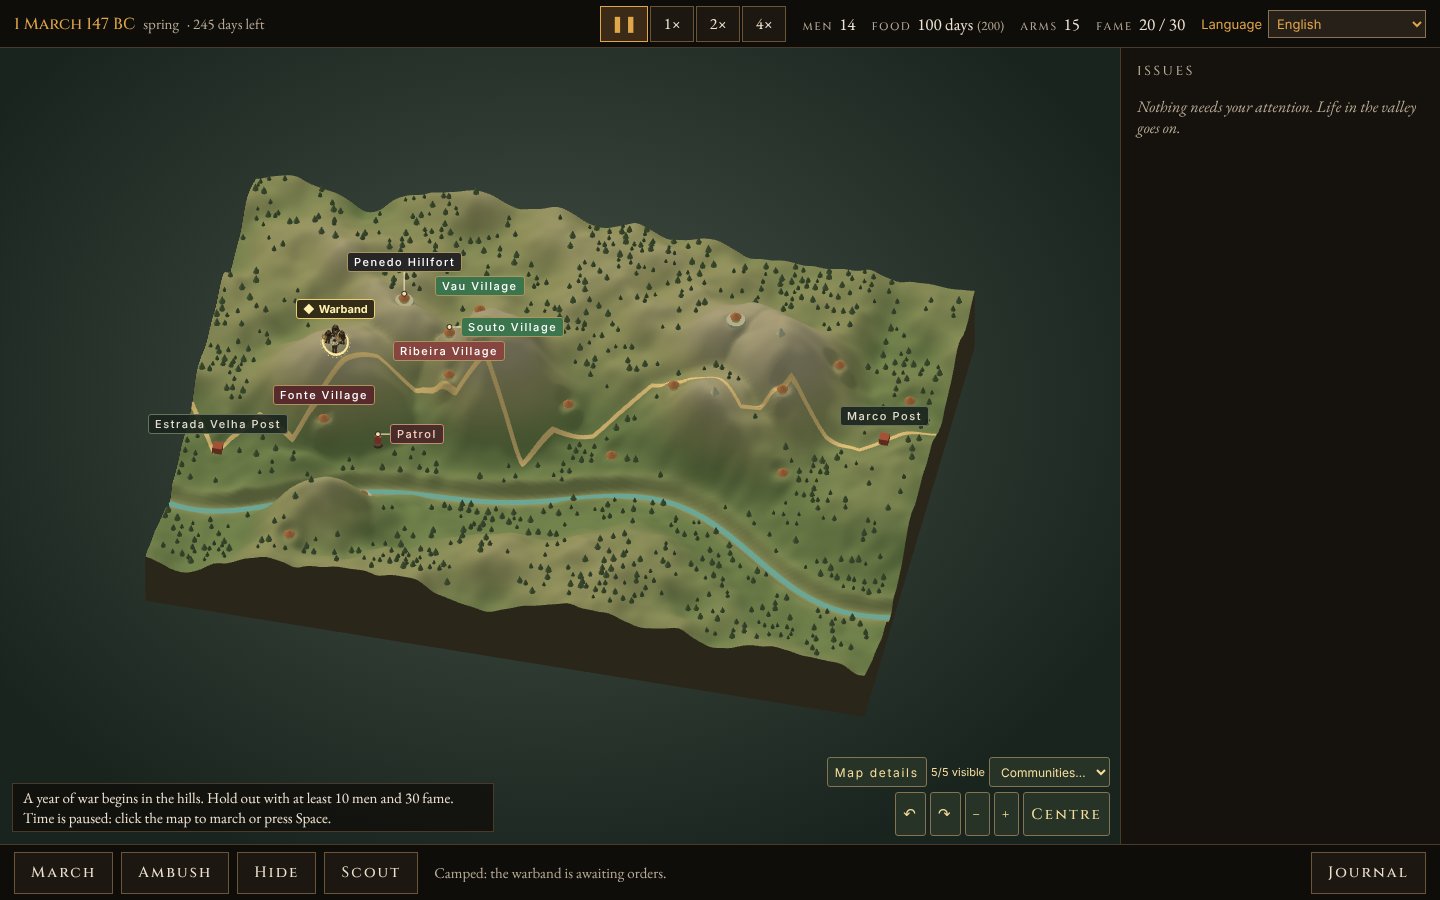 1 March 147 BC spring · 245 days left
❚❚ 1× 2× 4× MEN 14 FOOD 100 days (200) ARMS 15 FAME 20 / 30 Language English
ISSUES
Nothing needs your attention. Life in the valley
goes on.
Penedo Hillfort
Vau Village
◆ Warband
Souto Village
Ribeira Village
Fonte Village
Estrada Velha Post
Patrol
Marco Post
Map details 5/5 visible Communities...
↶ ↷ − + Centre
A year of war begins in the hills. Hold out with at least 10 men and 30 fame.
Time is paused: click the map to march or press Space.
March Ambush Hide Scout Camped: the warband is awaiting orders. Journal